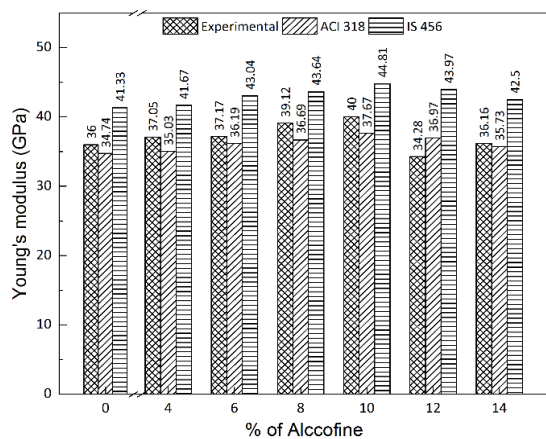 Experimental ACI 318 IS 456
Young's modulus (GPa)
50
40
30
20
10
0
36 34.74 41.33
37.05 35.03 41.67
37.17 36.19 43.04
39.12 36.69 43.64
40 37.67 44.81
34.28 36.97 43.97
36.16 35.73 42.5
0 4 6 8 10 12 14
% of Alccofine